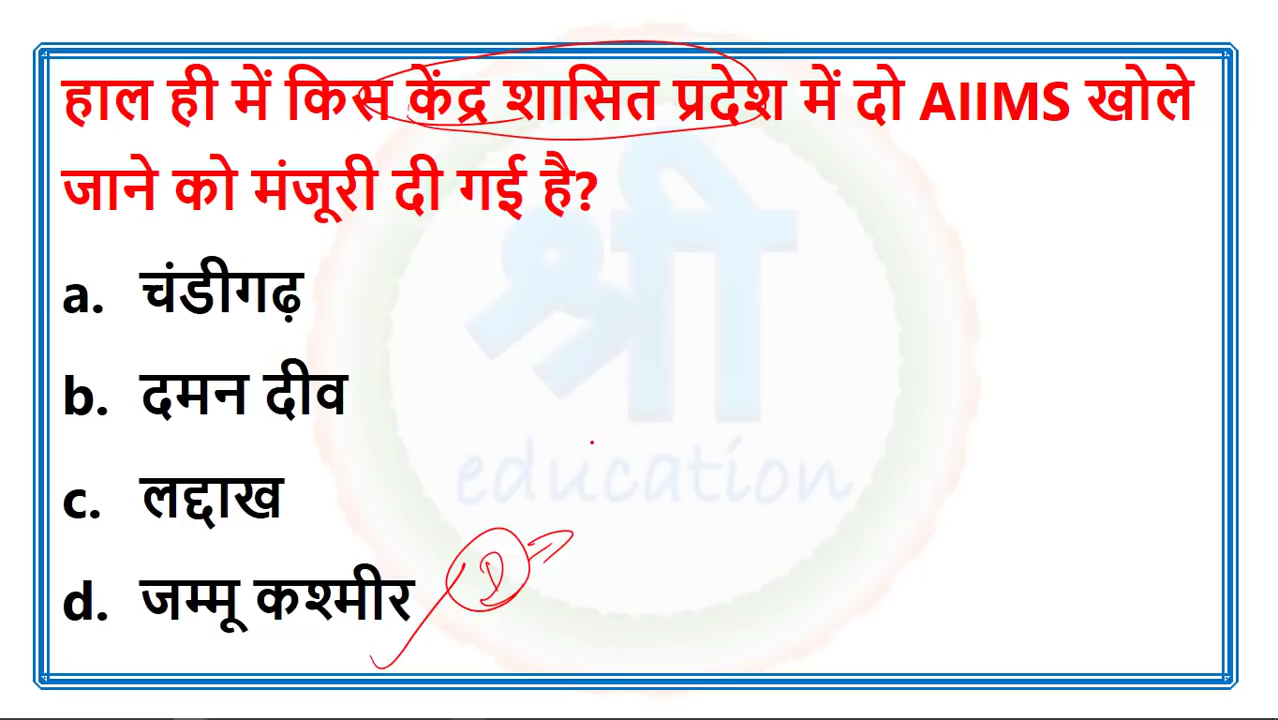 हाल ही में किस केंद्र शासित प्रदेश में दो AIIMS खोले
जाने को मंजूरी दी गई है?
a. चंडीगढ़
b. दमन दीव
c. लद्दाख
d. जम्मू कश्मीर
D
श्री
education